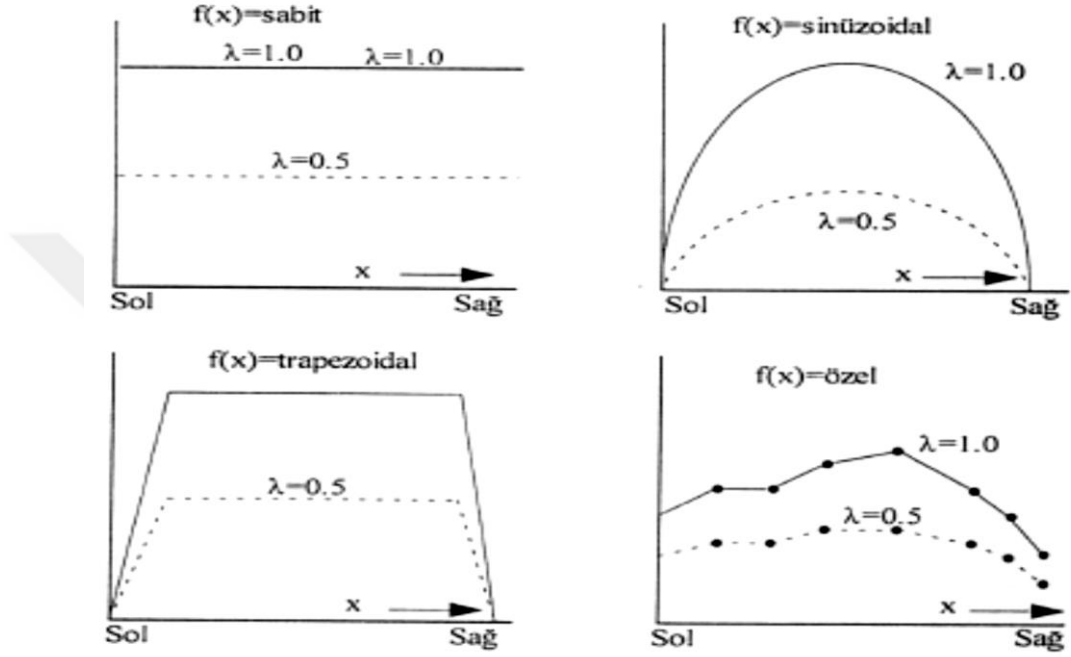 f(x)=sabit
λ=1.0 λ=1.0
λ=0.5
x
Sol Sağ
f(x)=sinüzoidal
λ=1.0
λ=0.5
x
Sol Sağ
f(x)=trapezoidal
λ=0.5
x
Sol Sağ
f(x)=özel
λ=1.0
λ=0.5
x
Sol Sağ